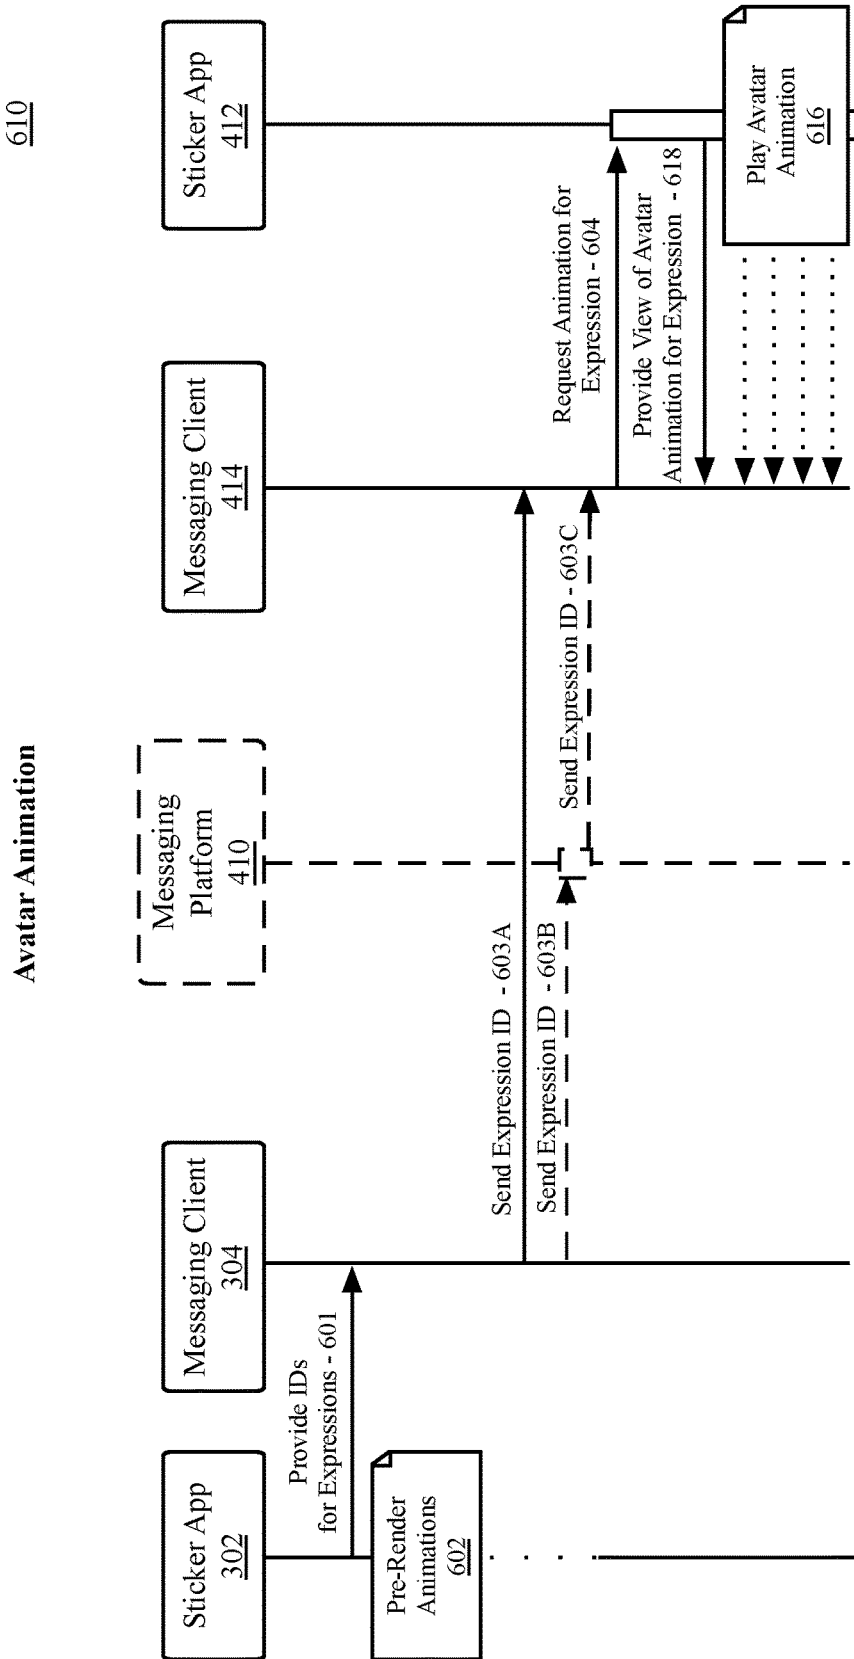 Avatar Animation
610
Sticker App
302
Messaging Client
304
Messaging
Platform
410
Messaging Client
414
Sticker App
412
Provide IDs
for Expressions - 601
Pre-Render
Animations
602
Send Expression ID - 603A
Send Expression ID - 603B
Send Expression ID - 603C
Request Animation for
Expression - 604
Provide View of Avatar
Animation for Expression - 618
Play Avatar
Animation
616